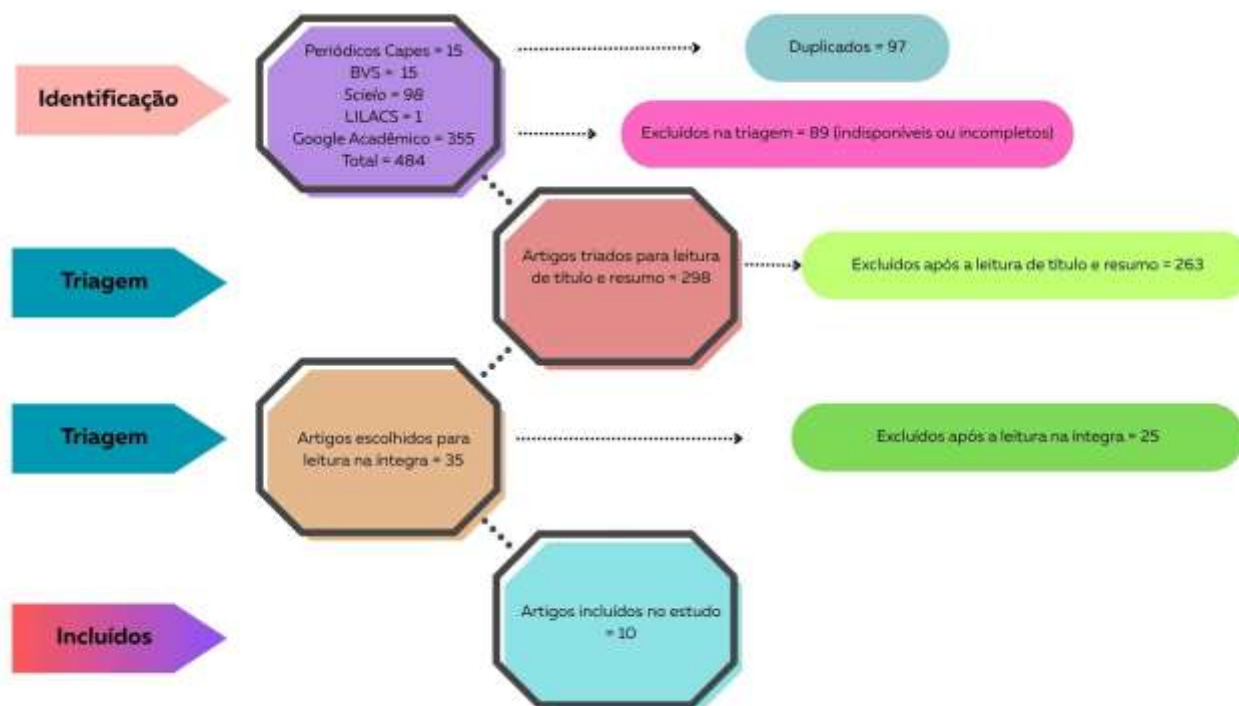 Identificação
Periódicos Capes = 15
BVS = 15
Scielo = 98
LILACS = 1
Google Acadêmico = 355
Total = 484
Duplicados = 97
Excluídos na triagem = 89 (indisponíveis ou incompletos)
Triagem
Artigos triados para leitura
de título e resumo = 298
Excluídos após a leitura de título e resumo = 263
Triagem
Artigos escolhidos para
leitura na íntegra = 35
Excluídos após a leitura na íntegra = 25
Incluídos
Artigos incluídos no estudo
= 10